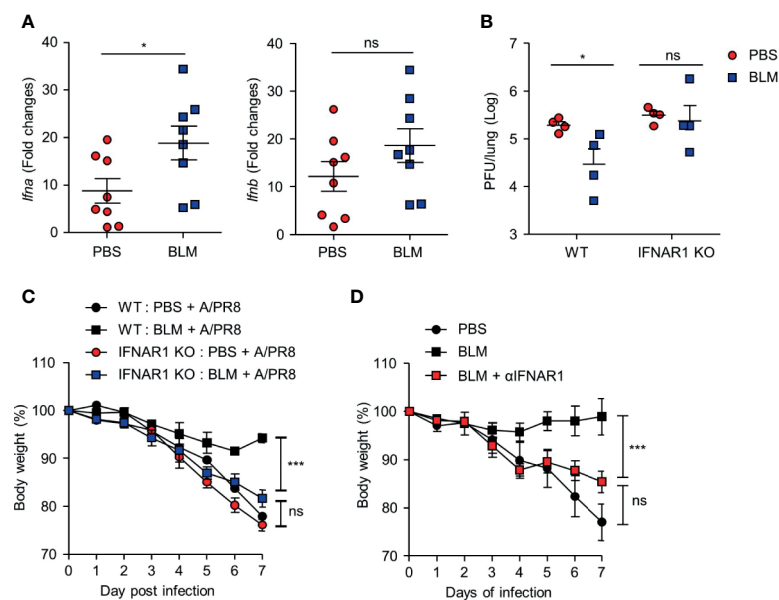 A
Ifna (Fold changes)
40
30
20
10
0
*
PBS
BLM
Ifnb (Fold changes)
40
30
20
10
0
ns
PBS
BLM
B
PFU/lung (Log)
7
6
5
4
3
*
ns
WT
IFNAR1 KO
PBS
BLM
C
WT : PBS + A/PR8
WT : BLM + A/PR8
IFNAR1 KO : PBS + A/PR8
IFNAR1 KO : BLM + A/PR8
Body weight (%)
110
100
90
80
70
0 1 2 3 4 5 6 7
Day post infection
***
ns
D
PBS
BLM
BLM + αIFNAR1
Body weight (%)
110
100
90
80
70
0 1 2 3 4 5 6 7
Days of infection
***
ns